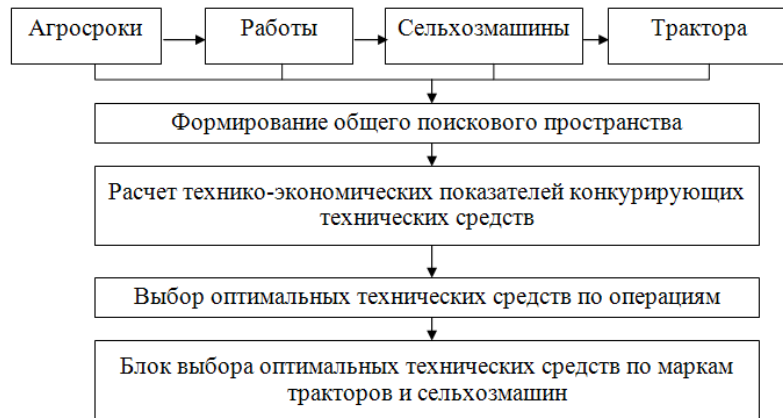 Агросроки
Работы
Сельхозмашины
Трактора
Формирование общего поискового пространства
Расчет технико-экономических показателей конкурирующих
технических средств
Выбор оптимальных технических средств по операциям
Блок выбора оптимальных технических средств по маркам
тракторов и сельхозмашин